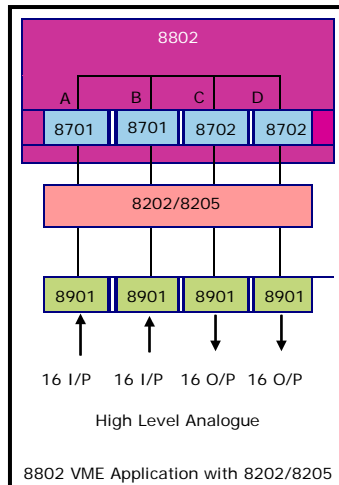 8802
A B C D
8701 8701 8702 8702
8202/8205
8901 8901 8901 8901
16 I/P 16 I/P 16 O/P 16 O/P
High Level Analogue
8802 VME Application with 8202/8205